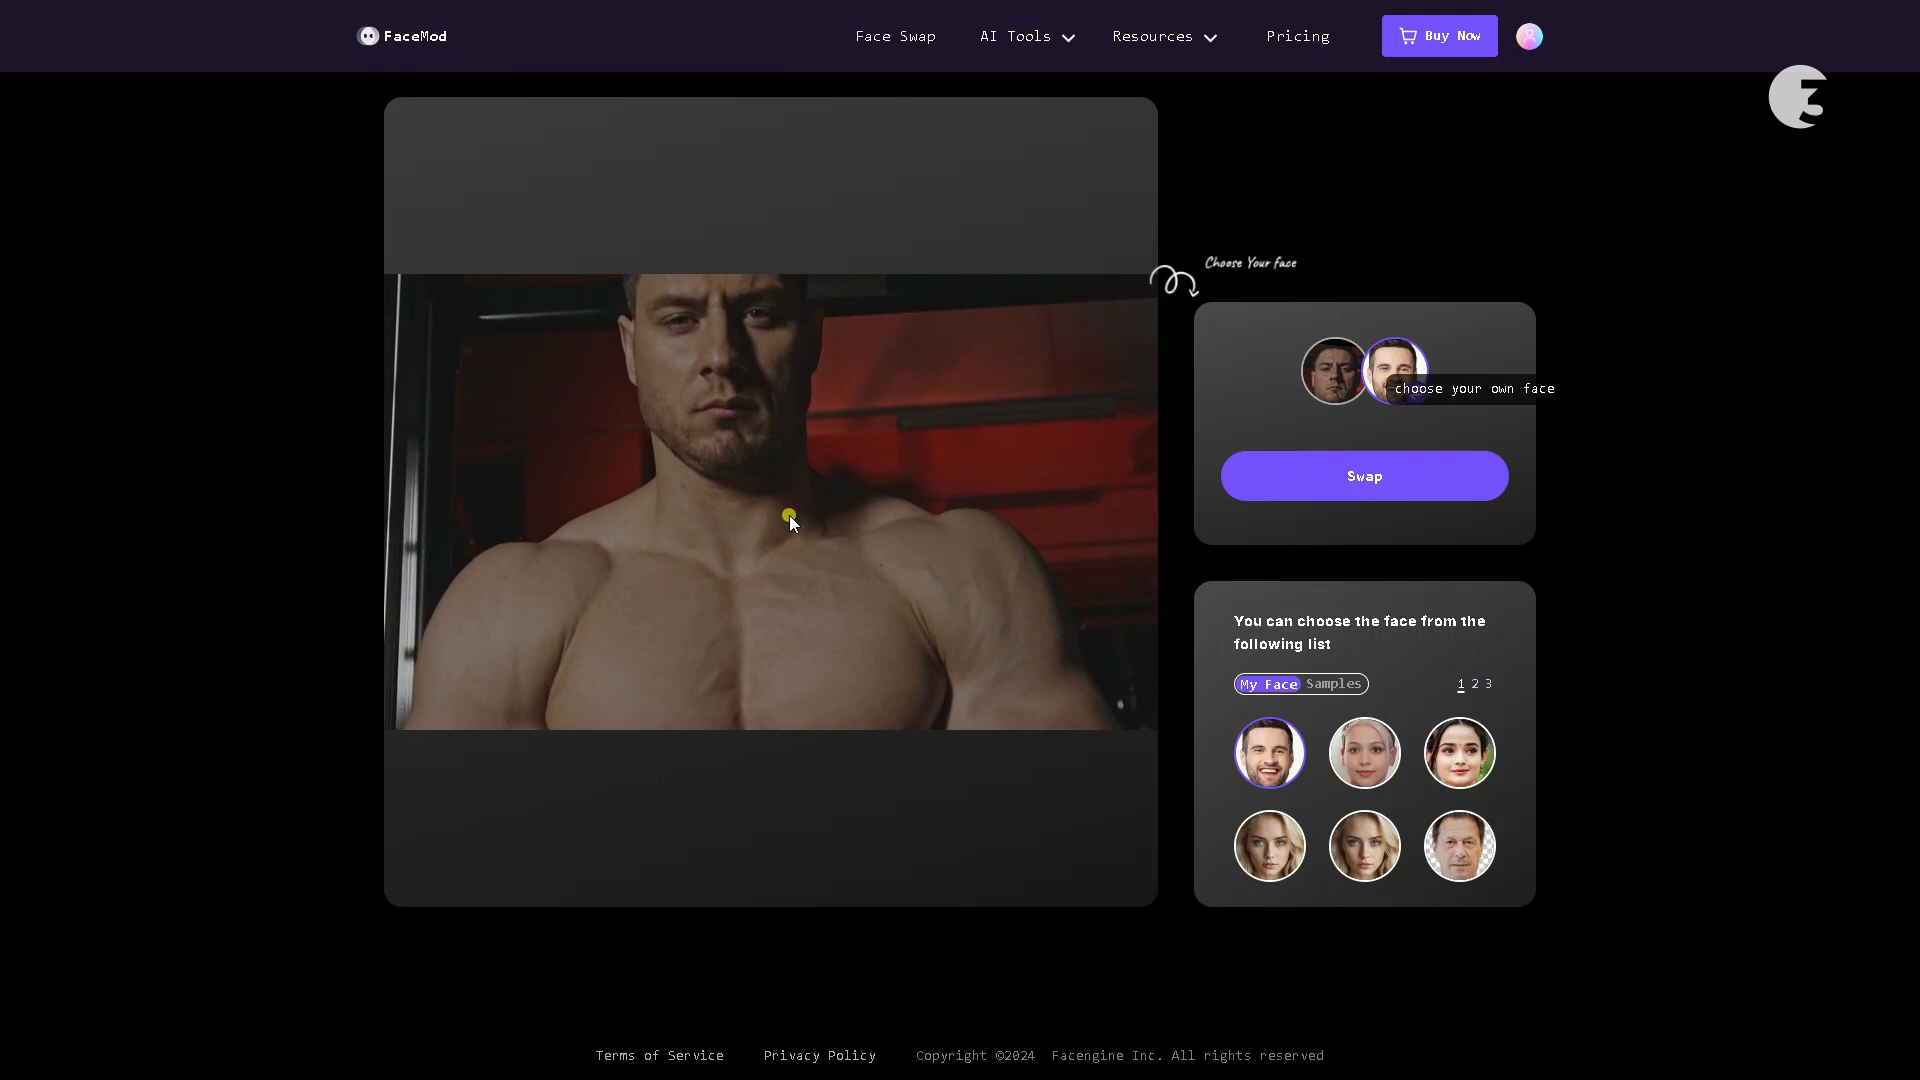 FaceMod
Face Swap
AI Tools
Resources
Pricing
Buy Now
Choose Your face
choose your own face
Swap
You can choose the face from the
following list
My Face Samples
1 2 3
Terms of Service
Privacy Policy
Copyright ©2024 Facengine Inc. All rights reserved